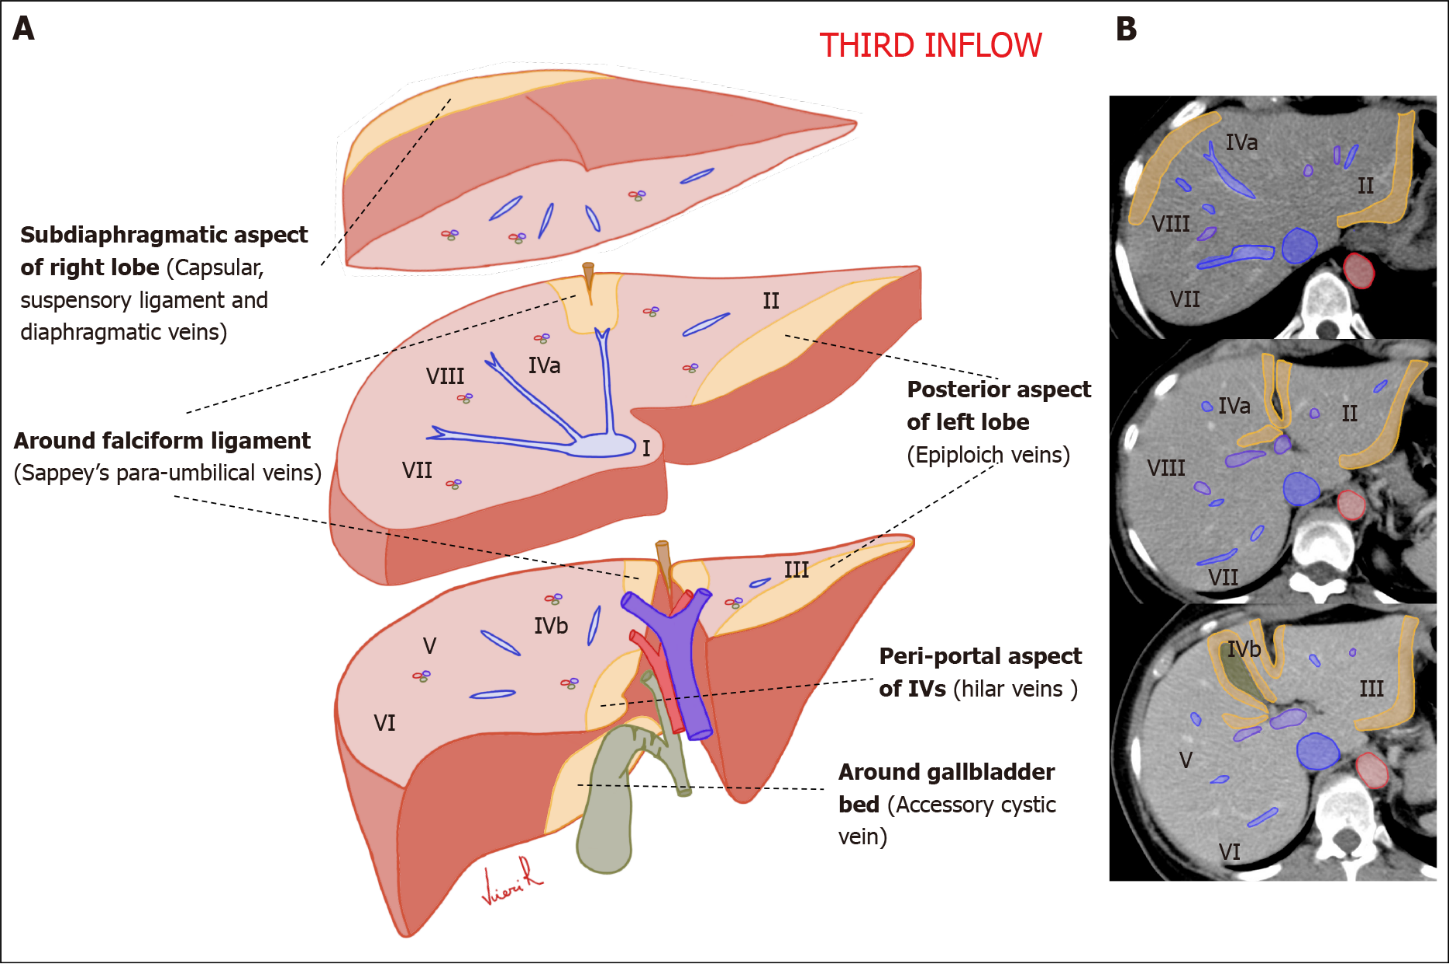 A
THIRD INFLOW
B
Subdiaphragmatic aspect
of right lobe (Capsular,
suspensory ligament and
diaphragmatic veins)
Around falciform ligament
(Sappey's para-umbilical veins)
II
IVa
VIII
VII
I
Posterior aspect
of left lobe
(Epiploich veins)
III
IVb
V
VI
Peri-portal aspect
of IVs (hilar veins )
Around gallbladder
bed (Accessory cystic
vein)
IVa
II
VIII
VII
IVa
II
VIII
VII
IVb
III
V
VI